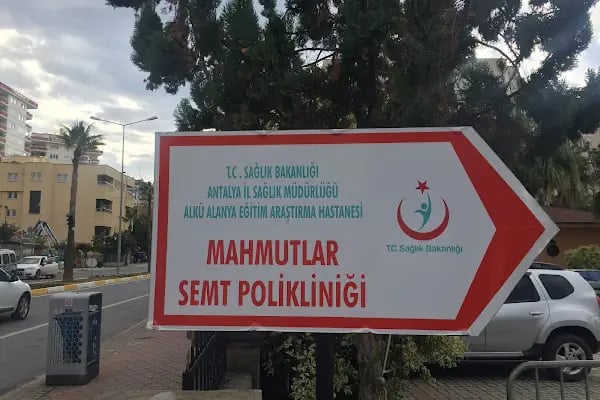 T.C. SAĞLIK BAKANLIĞI
ANTALYA İL SAĞLIK MÜDÜRLÜĞÜ
ALKÜ ALANYA EĞİTİM ARAŞTIRMA HASTANESİ
MAHMUTLAR
SEMT POLİKLİNİĞİ
T.C. Sağlık Bakanlığı